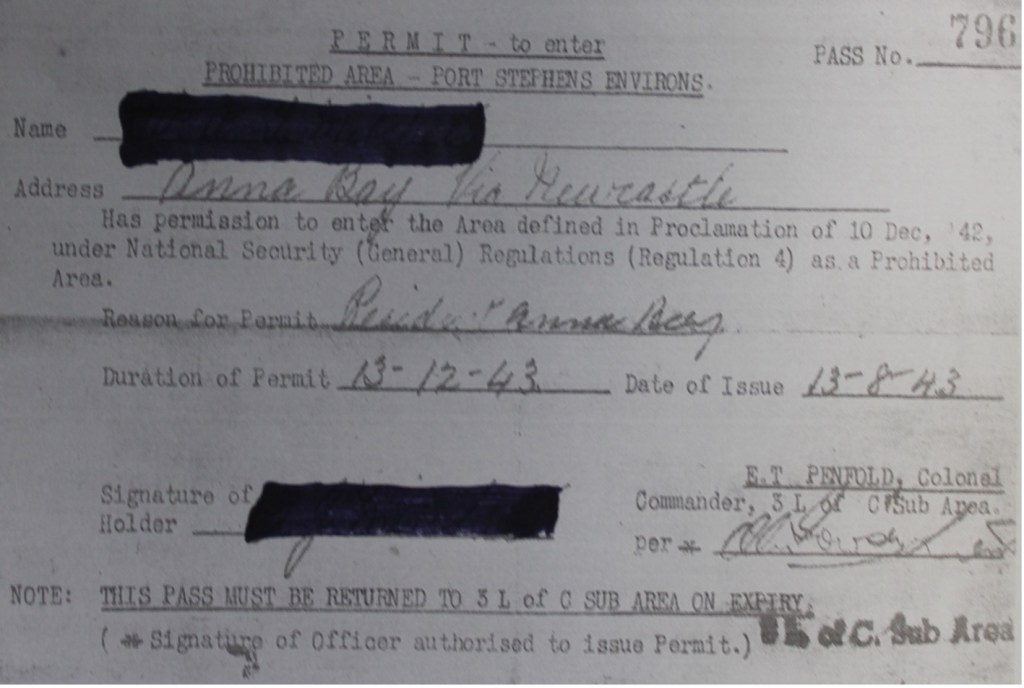 796
PERMIT - to enter
PASS No.
PROHIBITED AREA - PORT STEPHENS ENVIRONS.
Name
Address Anna Bay Via Newcastle
Has permission to enter the Area defined in Proclamation of 10 Dec, '42,
under National Security (General) Regulations (Regulation 4) as a Prohibited
Area.
Reason for Permit Anna Bay
Duration of Permit 13-12-43 Date of Issue 13-8-43
E.T. PENFOLD, Colonel
Signature of Commander, 3 L of C Sub Area.
Holder
per *
NOTE: THIS PASS MUST BE RETURNED TO 3 L of C SUB AREA ON EXPIRY.
( * Signature of Officer authorised to issue Permit.) 3 L of C. Sub Area